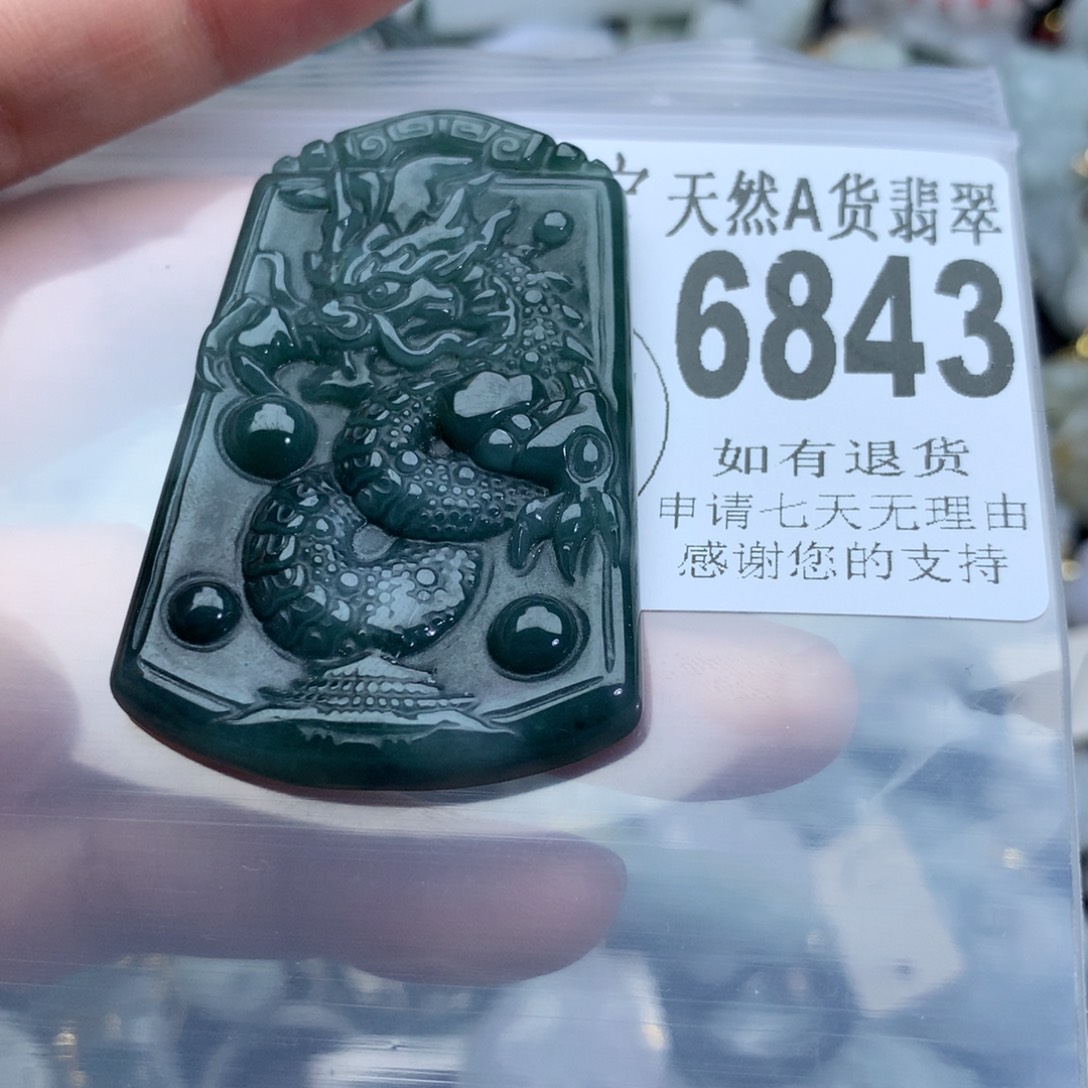 天然A货翡翠
6843
如有退货
申请七天无理由
感谢您的支持